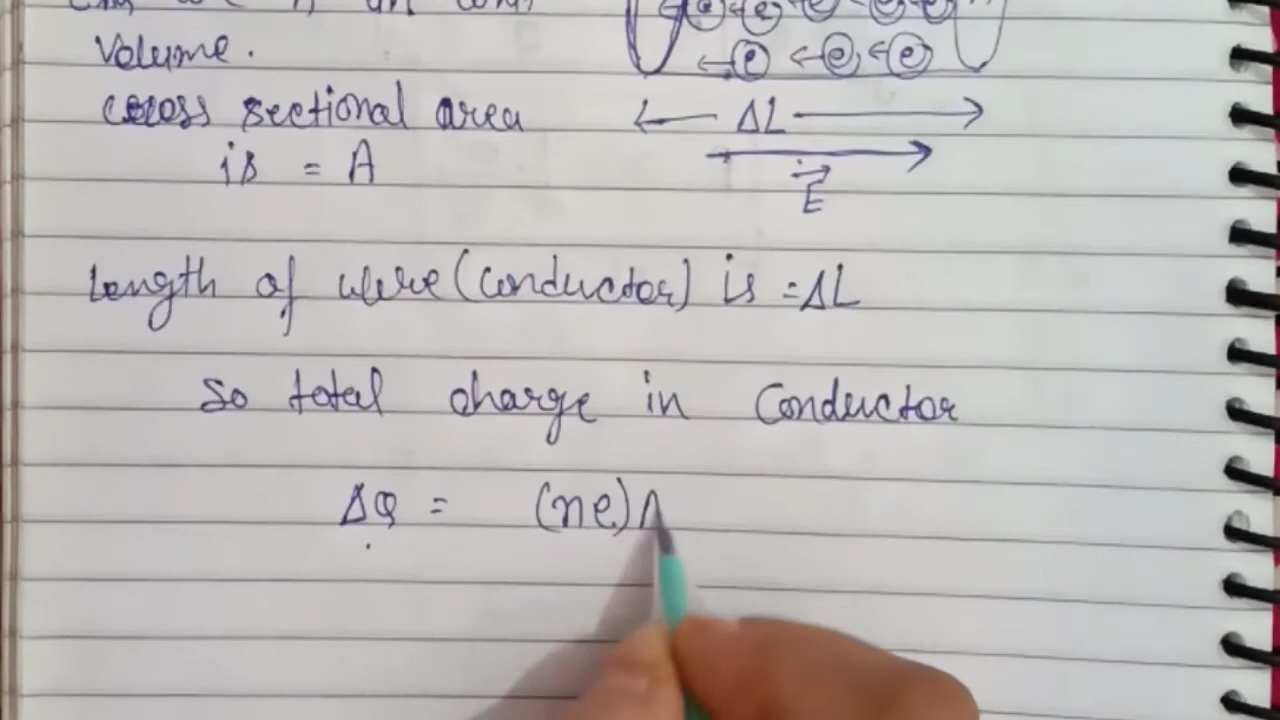 Volume.
e e e
cross sectional area
ΔL
is = A
E
Length of wire (conductor) is = ΔL
So total charge in Conductor
ΔQ = (ne)A